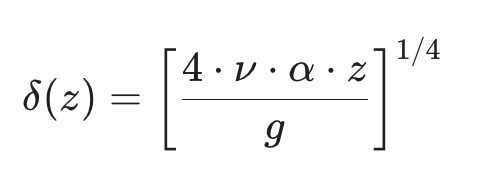 δ(z) = [ (4 · ν · α · z) / g ]^{1/4}